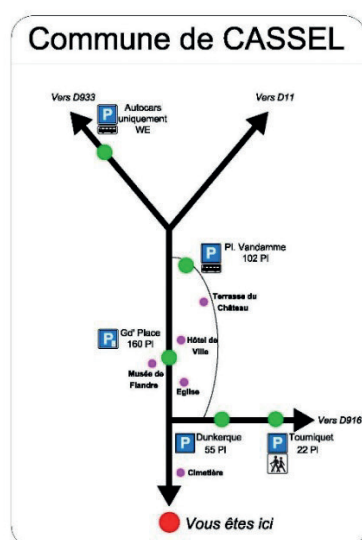 Commune de CASSEL
Vers D933
Vers D11
P
Autocars
uniquement
WE
P
Pl. Vandamme
102 Pl
Terrasse du
Château
P
Gd' Place
160 Pl
Hôtel de
Ville
Musée de
Flandre
Eglise
Vers D916
P
Dunkerque
55 Pl
P
Tourniquet
22 Pl
Cimetière
Vous êtes ici